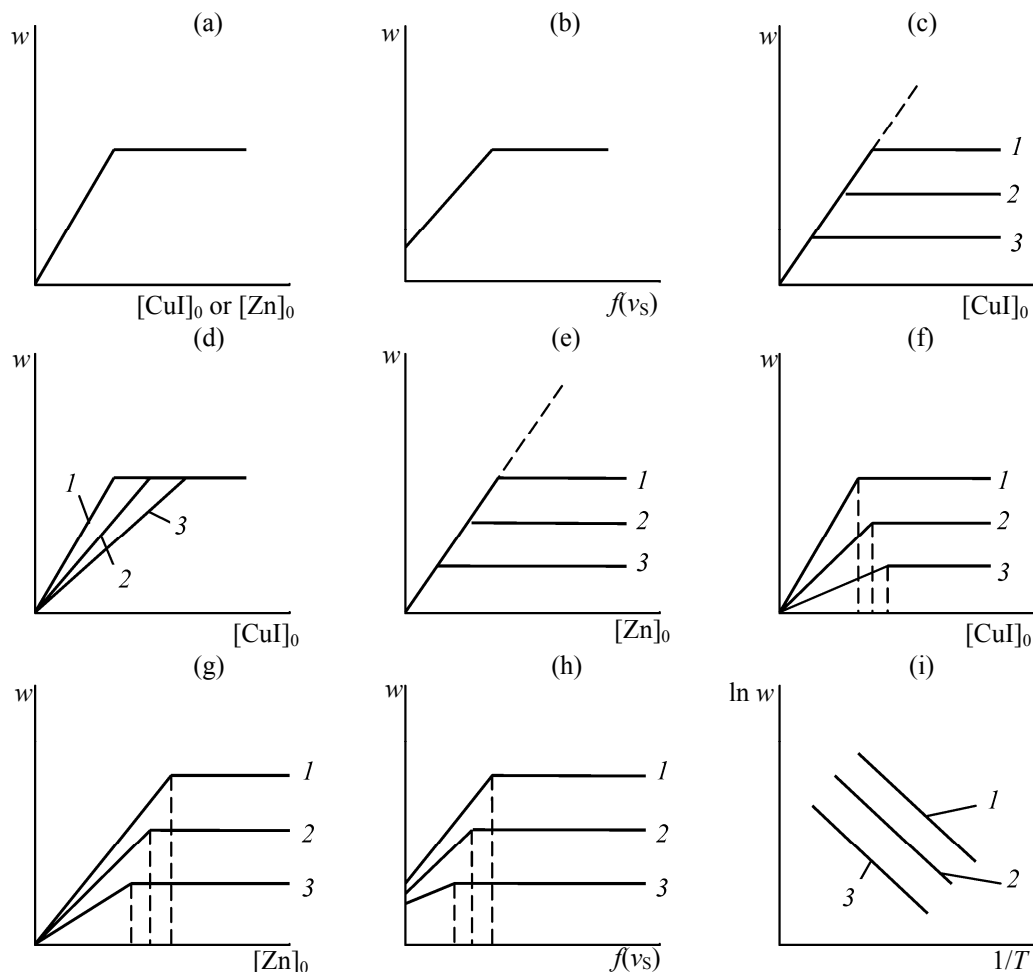 (a)
w
[CuI]0 or [Zn]0
(b)
w
f(vS)
(c)
w
1
2
3
[CuI]0
(d)
w
1
2
3
[CuI]0
(e)
w
1
2
3
[Zn]0
(f)
w
1
2
3
[CuI]0
(g)
w
1
2
3
[Zn]0
(h)
w
1
2
3
f(vS)
(i)
ln w
1
2
3
1/T